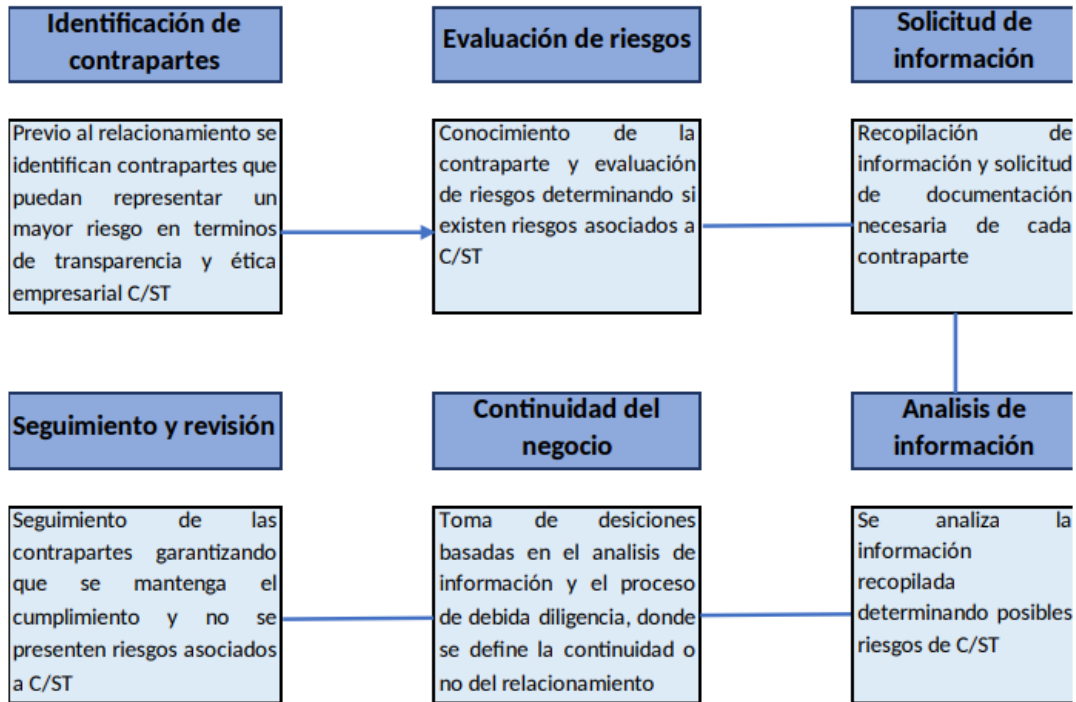 Identificación de
contrapartes
Previo al relacionamiento se
identifican contrapartes que
puedan representar un
mayor riesgo en terminos
de transparencia y ética
empresarial C/ST
Evaluación de riesgos
Conocimiento de la
contraparte y evaluación
de riesgos determinando si
existen riesgos asociados a
C/ST
Solicitud de
información
Recopilación de
información y solicitud
de documentación
necesaria de cada
contraparte
Analisis de
información
Se analiza la
información
recopilada
determinando posibles
riesgos de C/ST
Continuidad del
negocio
Toma de desiciones
basadas en el analisis de
información y el proceso
de debida diligencia, donde
se define la continuidad o
no del relacionamiento
Seguimiento y revisión
Seguimiento de las
contrapartes garantizando
que se mantenga el
cumplimiento y no se
presenten riesgos asociados
a C/ST